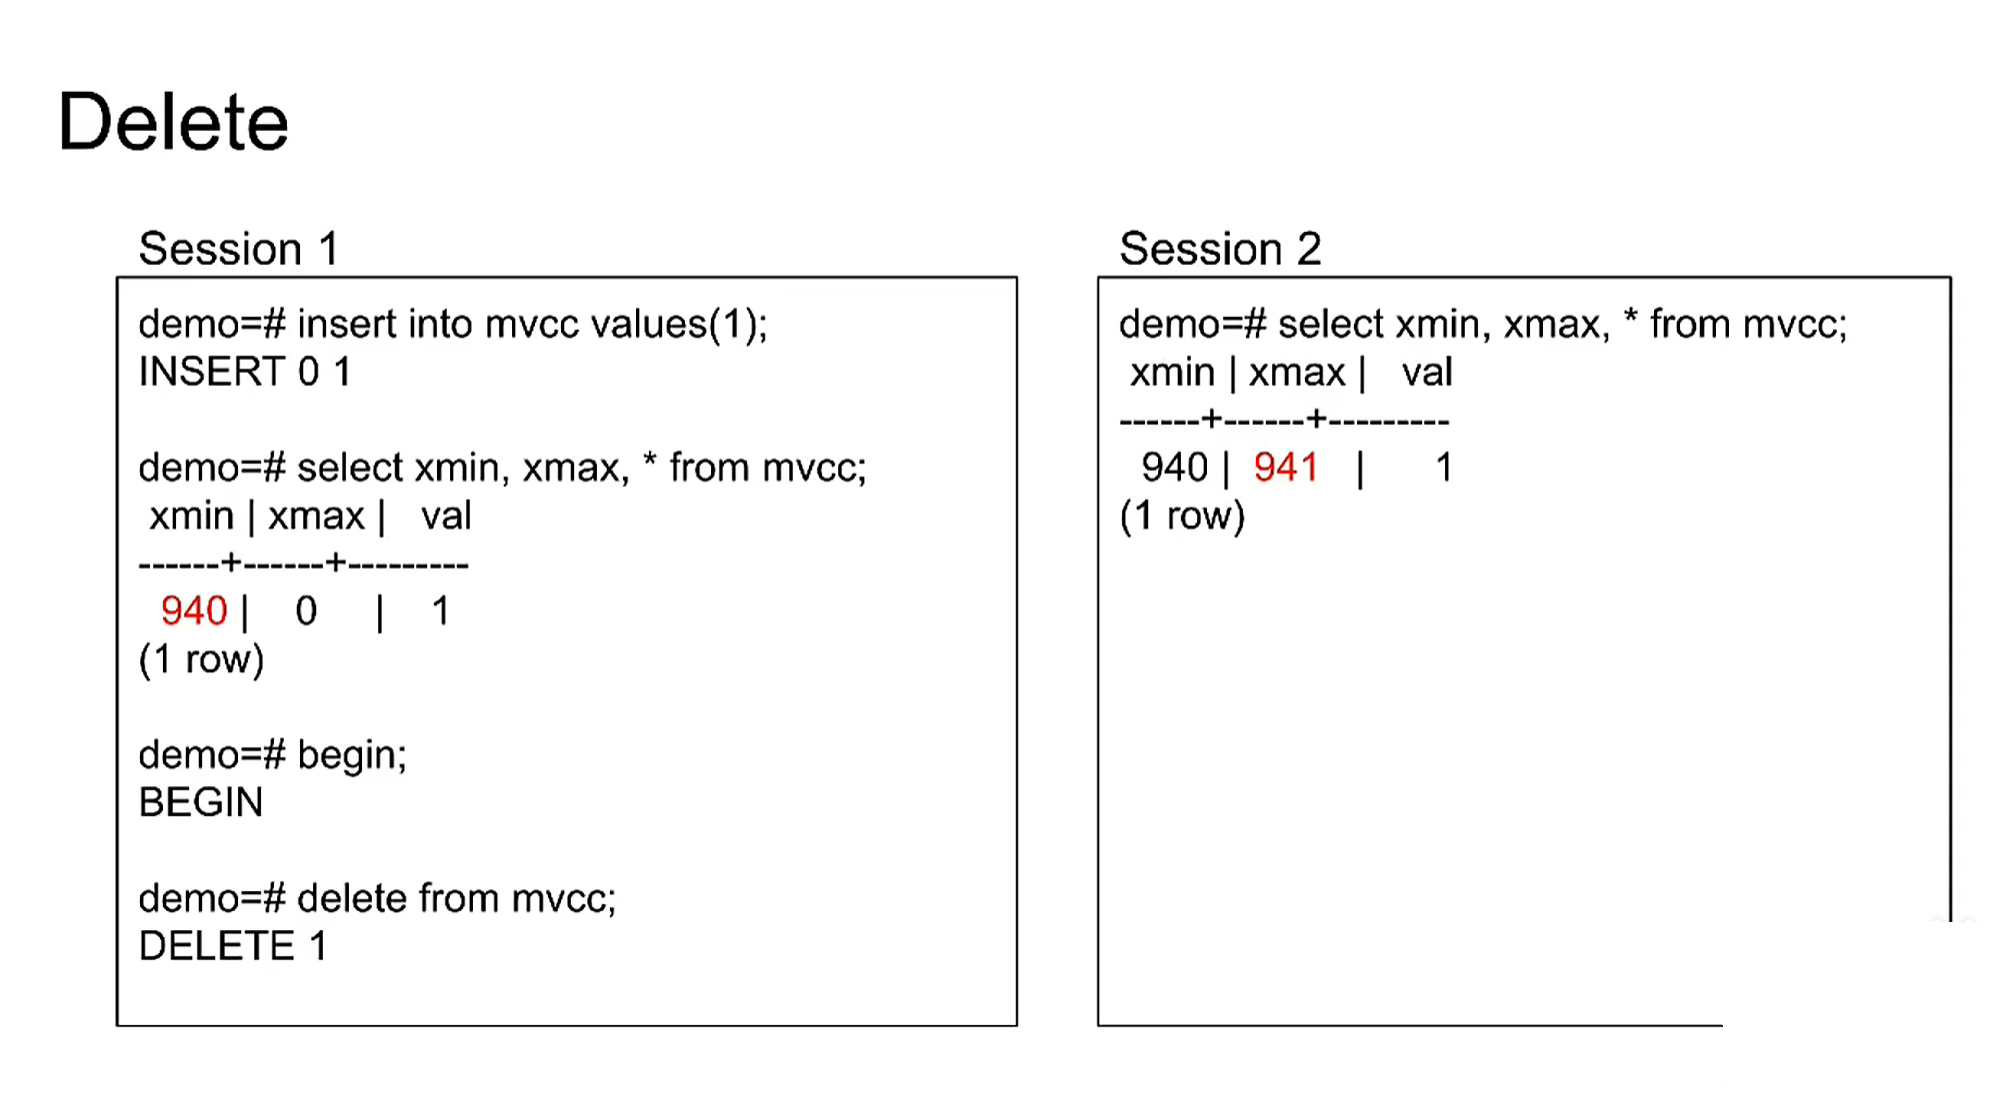 Delete
Session 1
demo=# insert into mvcc values(1);
INSERT 0 1
demo=# select xmin, xmax, * from mvcc;
xmin | xmax | val
------+------+---------
940 | 0 | 1
(1 row)
demo=# begin;
BEGIN
demo=# delete from mvcc;
DELETE 1
Session 2
demo=# select xmin, xmax, * from mvcc;
xmin | xmax | val
------+------+---------
940 | 941 | 1
(1 row)